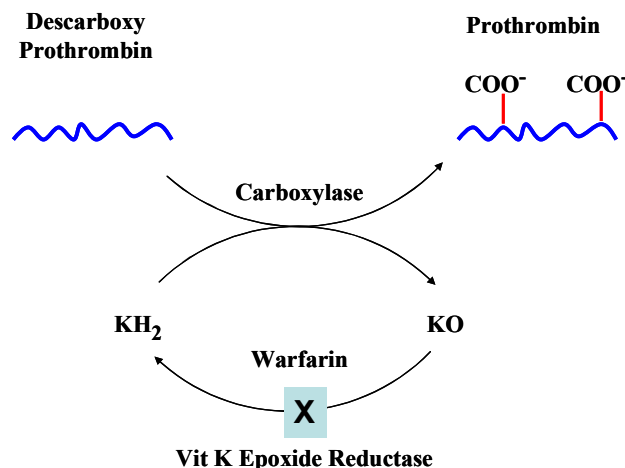 Descarboxy
Prothrombin
Prothrombin
COO⁻
COO⁻
Carboxylase
KH₂
KO
Warfarin
X
Vit K Epoxide Reductase